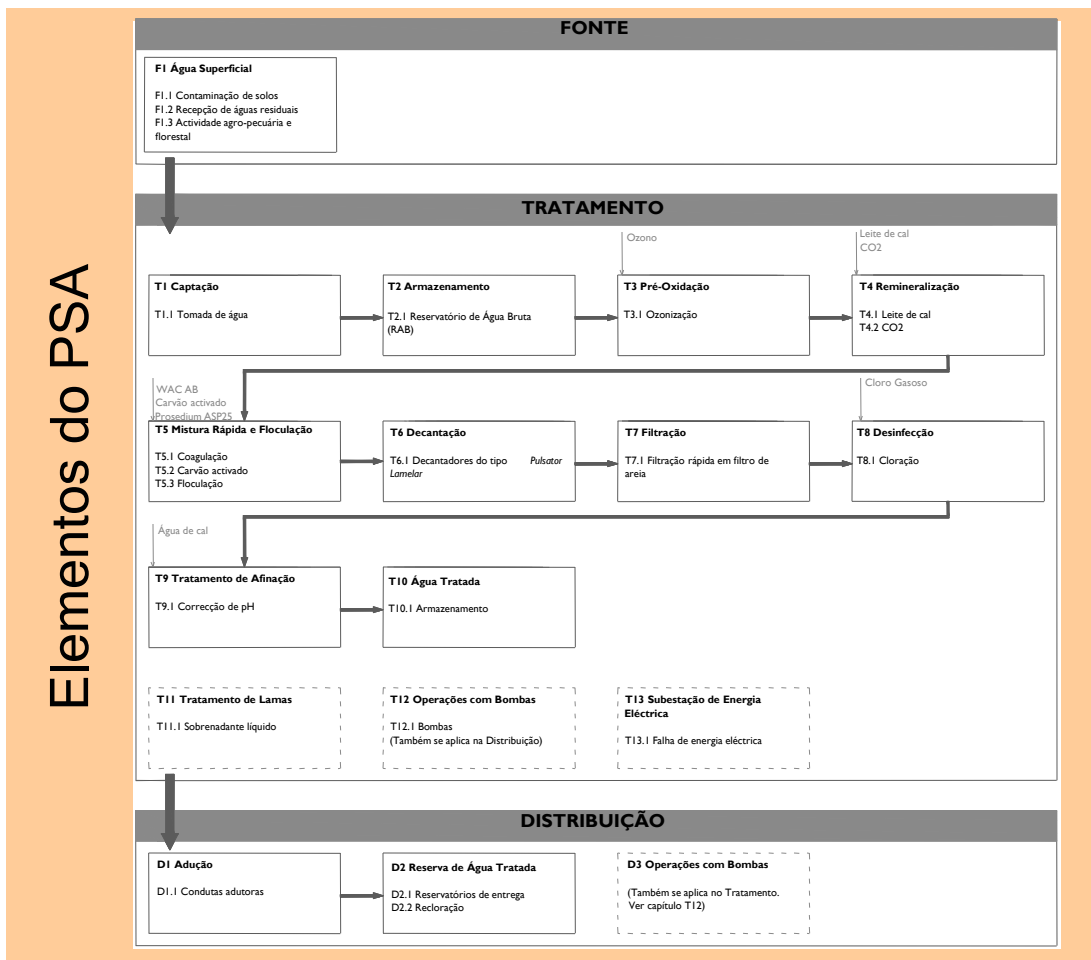 Elementos do PSA
FONTE
F1 Água Superficial
F1.1 Contaminação de solos
F1.2 Recepção de águas residuais
F1.3 Actividade agro-pecuária e
florestal
TRATAMENTO
Ozono
Leite de cal
CO2
T1 Captação
T1.1 Tomada de água
T2 Armazenamento
T2.1 Reservatório de Água Bruta
(RAB)
T3 Pré-Oxidação
T3.1 Ozonização
T4 Remineralização
T4.1 Leite de cal
T4.2 CO2
WAC AB
Carvão activado
Prosedium ASP25
Cloro Gasoso
T5 Mistura Rápida e Floculação
T5.1 Coagulação
T5.2 Carvão activado
T5.3 Floculação
T6 Decantação
T6.1 Decantadores do tipo Pulsator
Lamelar
T7 Filtração
T7.1 Filtração rápida em filtro de
areia
T8 Desinfecção
T8.1 Cloração
Água de cal
T9 Tratamento de Afinação
T9.1 Correcção de pH
T10 Água Tratada
T10.1 Armazenamento
T11 Tratamento de Lamas
T11.1 Sobrenadante líquido
T12 Operações com Bombas
T12.1 Bombas
(Também se aplica na Distribuição)
T13 Subestação de Energia
Eléctrica
T13.1 Falha de energia eléctrica
DISTRIBUIÇÃO
D1 Adução
D1.1 Condutas adutoras
D2 Reserva de Água Tratada
D2.1 Reservatórios de entrega
D2.2 Recloração
D3 Operações com Bombas
(Também se aplica no Tratamento.
Ver capítulo T12)